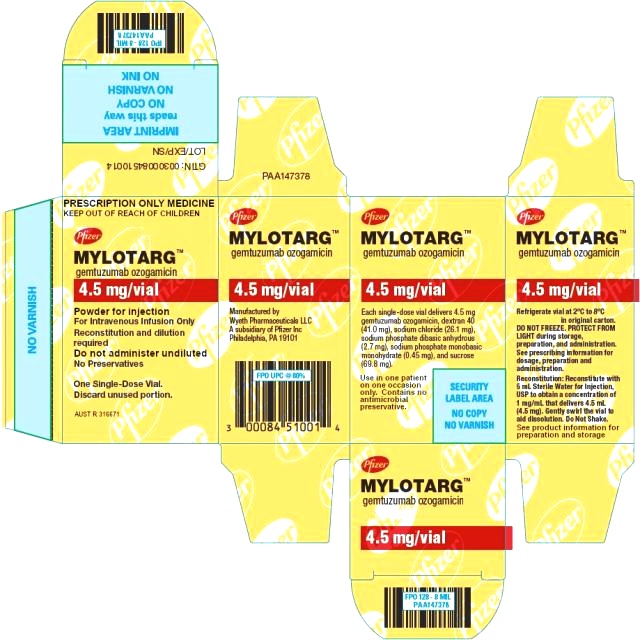 FPO 128 - 8 MIL
PAA147378
IMPRINT AREA
reads this way
NO COPY
NO VARNISH
NO INK
GTIN: 00300084510014
LOT/EXP/SN
NO VARNISH
PRESCRIPTION ONLY MEDICINE
KEEP OUT OF REACH OF CHILDREN
Pfizer
MYLOTARG™
gemtuzumab ozogamicin
4.5 mg/vial
Powder for injection
For Intravenous Infusion Only
Reconstitution and dilution
required
Do not administer undiluted
No Preservatives
One Single-Dose Vial.
Discard unused portion.
AUST R 316671
PAA147378
Pfizer
MYLOTARG™
gemtuzumab ozogamicin
4.5 mg/vial
Manufactured by
Wyeth Pharmaceuticals LLC
A subsidiary of Pfizer Inc
Philadelphia, PA 19101
FPO UPC @ 80%
3 00084 51001 4
Pfizer
MYLOTARG™
gemtuzumab ozogamicin
4.5 mg/vial
Each single-dose vial delivers 4.5 mg
gemtuzumab ozogamicin, dextran 40
(41.0 mg), sodium chloride (26.1 mg),
sodium phosphate dibasic anhydrous
(2.7 mg), sodium phosphate monobasic
monohydrate (0.45 mg), and sucrose
(69.8 mg).
Use in one patient
on one occasion
only. Contains no
antimicrobial
preservative.
SECURITY
LABEL AREA
NO COPY
NO VARNISH
Pfizer
MYLOTARG™
gemtuzumab ozogamicin
4.5 mg/vial
Refrigerate vial at 2°C to 8°C
in original carton.
DO NOT FREEZE. PROTECT FROM
LIGHT during storage,
preparation, and administration.
See prescribing information for
dosage, preparation and
administration.
Reconstitution: Reconstitute with
5 mL Sterile Water for Injection,
USP to obtain a concentration of
1 mg/mL that delivers 4.5 mL
(4.5 mg). Gently swirl the vial to
aid dissolution. Do Not Shake.
See product information for
preparation and storage
Pfizer
MYLOTARG™
gemtuzumab ozogamicin
4.5 mg/vial
FPO 128 - 8 MIL
PAA147378
Pfizer
Pfizer
Pfizer
Pfizer